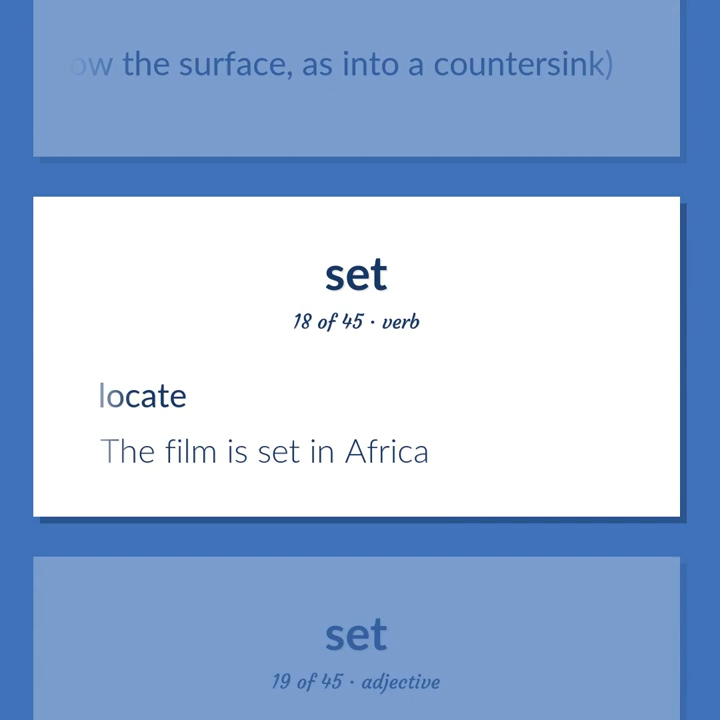 ow the surface, as into a countersink)
set
18 of 45 · verb
locate
The film is set in Africa
set
19 of 45 · adjective